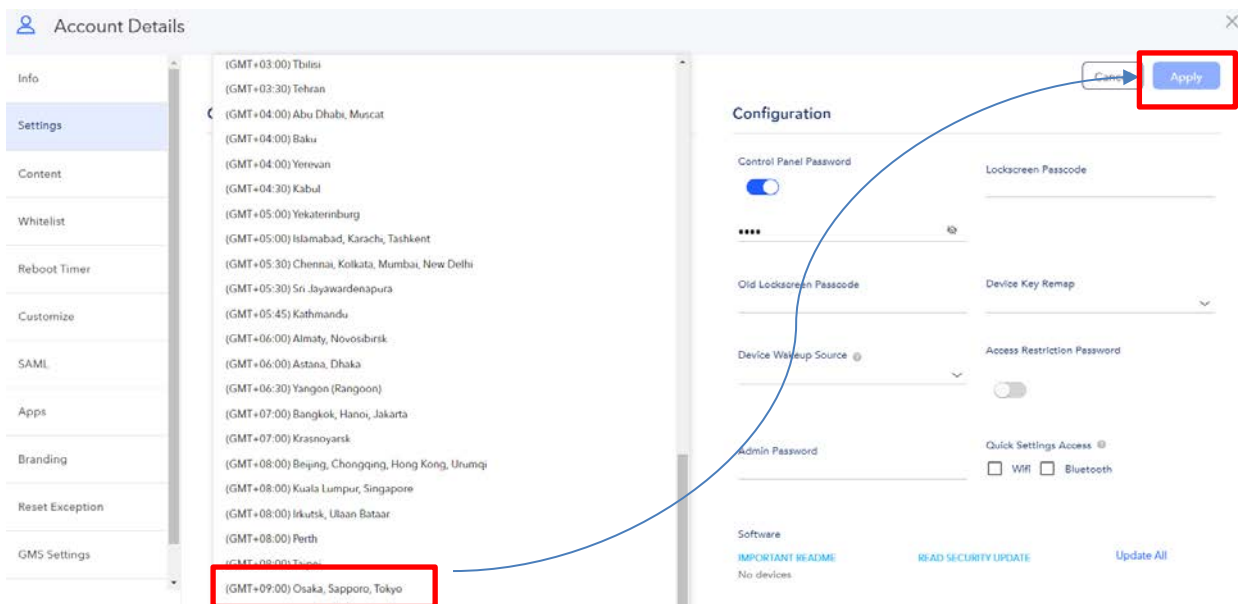 Account Details
Info
Settings
Content
Whitelist
Reboot Timer
Customize
SAML
Apps
Branding
Reset Exception
GMS Settings
(GMT+03:00) Tbilisi
(GMT+03:30) Tehran
(GMT+04:00) Abu Dhabi, Muscat
(GMT+04:00) Baku
(GMT+04:00) Yerevan
(GMT+04:30) Kabul
(GMT+05:00) Yekaterinburg
(GMT+05:00) Islamabad, Karachi, Tashkent
(GMT+05:30) Chennai, Kolkata, Mumbai, New Delhi
(GMT+05:30) Sri Jayawardenapura
(GMT+05:45) Kathmandu
(GMT+06:00) Almaty, Novosibirsk
(GMT+06:00) Astana, Dhaka
(GMT+06:30) Yangon (Rangoon)
(GMT+07:00) Bangkok, Hanoi, Jakarta
(GMT+07:00) Krasnoyarsk
(GMT+08:00) Beijing, Chongqing, Hong Kong, Urumqi
(GMT+08:00) Kuala Lumpur, Singapore
(GMT+08:00) Irkutsk, Ulaan Bataar
(GMT+08:00) Perth
(GMT+08:00) Taipei
(GMT+09:00) Osaka, Sapporo, Tokyo
Cancel
Apply
Configuration
Control Panel Password
Lockscreen Passcode
Old Lockscreen Passcode
Device Key Remap
Device Wakeup Source
Access Restriction Password
Admin Password
Quick Settings Access
Wifi
Bluetooth
Software
IMPORTANT README
READ SECURITY UPDATE
Update All
No devices